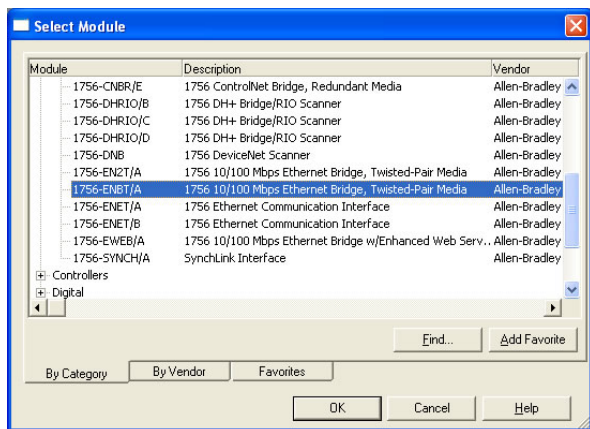 Select Module
Module Description Vendor
1756-CNBR/E 1756 ControlNet Bridge, Redundant Media Allen-Bradley
1756-DHRIO/B 1756 DH+ Bridge/RIO Scanner Allen-Bradley
1756-DHRIO/C 1756 DH+ Bridge/RIO Scanner Allen-Bradley
1756-DHRIO/D 1756 DH+ Bridge/RIO Scanner Allen-Bradley
1756-DNB 1756 DeviceNet Scanner Allen-Bradley
1756-EN2T/A 1756 10/100 Mbps Ethernet Bridge, Twisted-Pair Media Allen-Bradley
1756-ENBT/A 1756 10/100 Mbps Ethernet Bridge, Twisted-Pair Media Allen-Bradley
1756-ENET/A 1756 Ethernet Communication Interface Allen-Bradley
1756-ENET/B 1756 Ethernet Communication Interface Allen-Bradley
1756-EWEB/A 1756 10/100 Mbps Ethernet Bridge w/Enhanced Web Serv.. Allen-Bradley
1756-SYNCH/A SynchLink Interface Allen-Bradley
Controllers
Digital
Find... Add Favorite
By Category By Vendor Favorites
OK Cancel Help